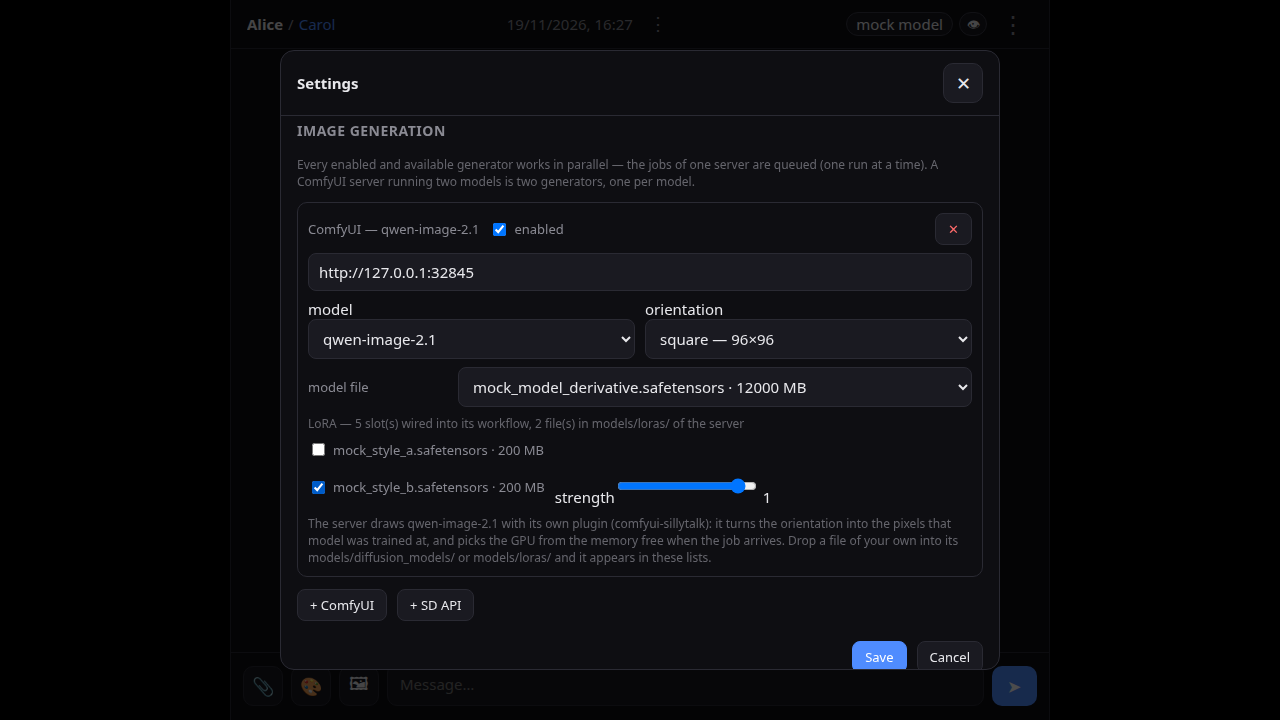 Alice / Carol
19/11/2026, 16:27
mock model
Settings
IMAGE GENERATION
Every enabled and available generator works in parallel — the jobs of one server are queued (one run at a time). A
ComfyUI server running two models is two generators, one per model.
ComfyUI — qwen-image-2.1
enabled
http://127.0.0.1:32845
model
orientation
qwen-image-2.1
square — 96×96
model file
mock_model_derivative.safetensors · 12000 MB
LoRA — 5 slot(s) wired into its workflow, 2 file(s) in models/loras/ of the server
mock_style_a.safetensors · 200 MB
mock_style_b.safetensors · 200 MB
strength
1
The server draws qwen-image-2.1 with its own plugin (comfyui-sillytalk): it turns the orientation into the pixels that
model was trained at, and picks the GPU from the memory free when the job arrives. Drop a file of your own into its
models/diffusion_models/ or models/loras/ and it appears in these lists.
+ ComfyUI
+ SD API
Save
Cancel
Message...